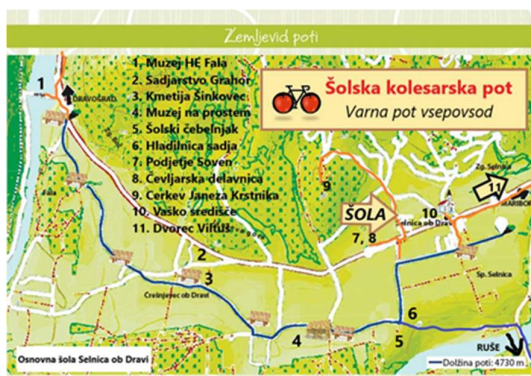 Zemljevid poti
1. Muzej HE Fala
2. Sadjarstvo Grahor
3. Kmetija Šinkovec
4. Muzej na prostem
5. Šolski čebelnjak
6. Hladilnica sadja
7. Podjetje Soven
8. Čevljarska delavnica
9. Cerkev Janeza Krstnika
10. Vaško središče
11. Dvorec Viltuš
Šolska kolesarska pot
Varna pot vsepovsod
1
DRAVOGRAD
Fala
2
3
Črešnjevec ob Dravi
4
9
ŠOLA
7, 8
10
Selnica ob Dravi
Zg. Selnica
11
MARIBOR
Sp. Selnica
6
5
RUŠE
Dolžina poti: 4730 m
Osnovna šola Selnica ob Dravi